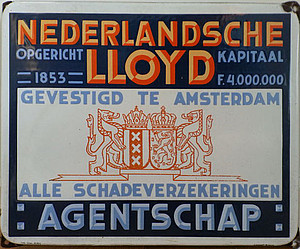 NEDERLANDSCHE
OPGERICHT LLOYD KAPITAAL
1853 F. 4.000.000
GEVESTIGD TE AMSTERDAM
ALLE SCHADEVERZEKERINGEN
AGENTSCHAP